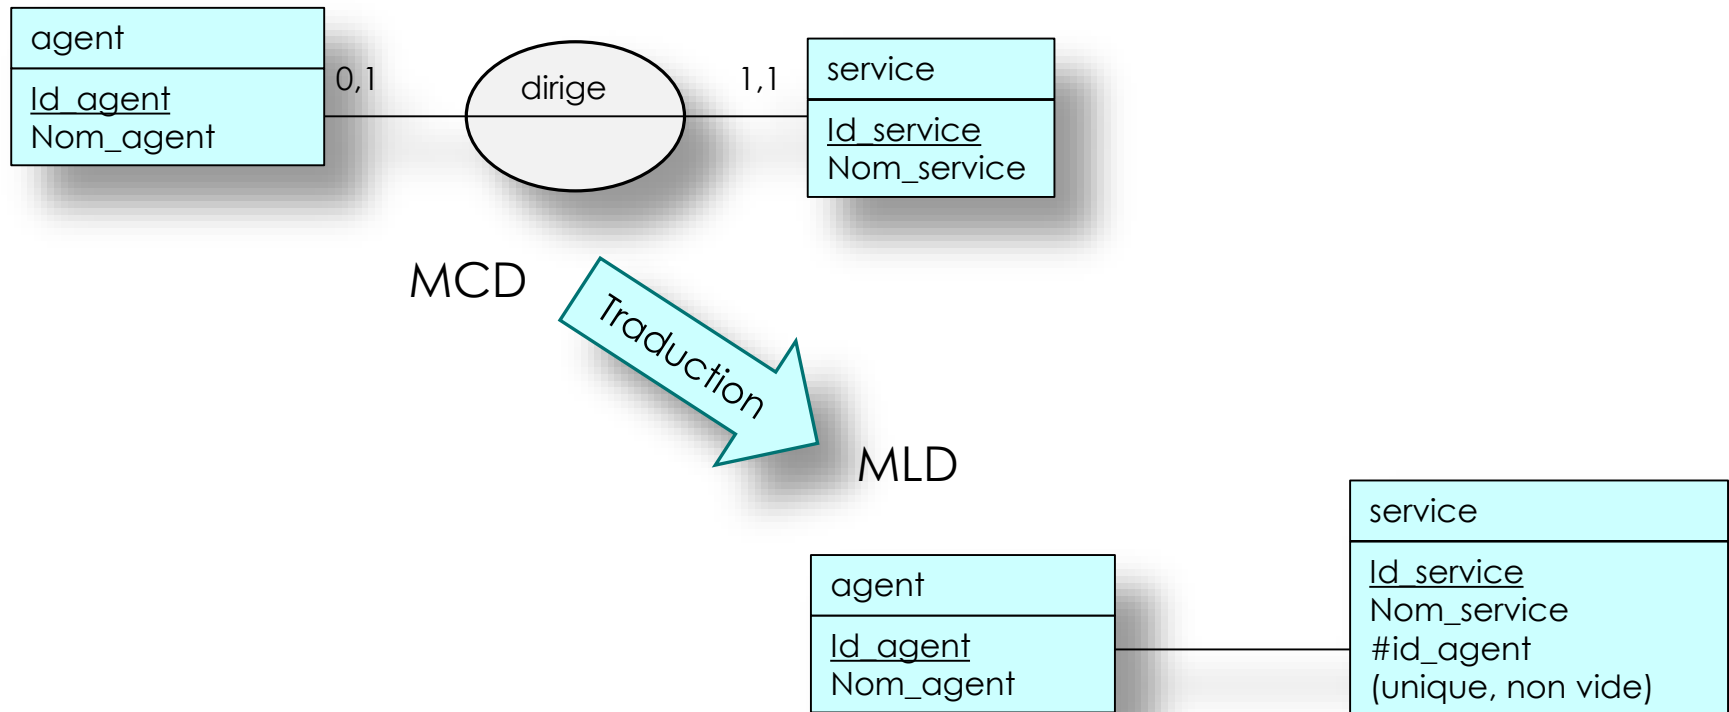 agent
Id_agent
Nom_agent
0,1
dirige
1,1
service
Id_service
Nom_service
MCD
Traduction
MLD
agent
Id_agent
Nom_agent
service
Id_service
Nom_service
#id_agent
(unique, non vide)